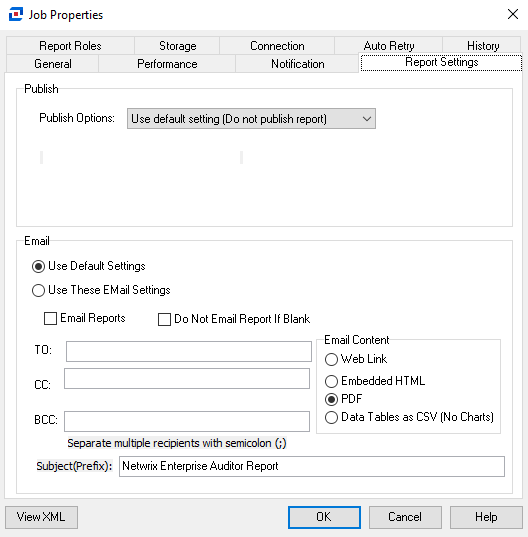 Job Properties
Report Roles Storage Connection Auto Retry History
General Performance Notification Report Settings
Publish
Publish Options: Use default setting (Do not publish report)
Email
Use Default Settings
Use These EMail Settings
Email Reports Do Not Email Report If Blank
TO:
CC:
BCC:
Separate multiple recipients with semicolon (;)
Email Content
Web Link
Embedded HTML
PDF
Data Tables as CSV (No Charts)
Subject(Prefix): Netwrix Enterprise Auditor Report
View XML OK Cancel Help